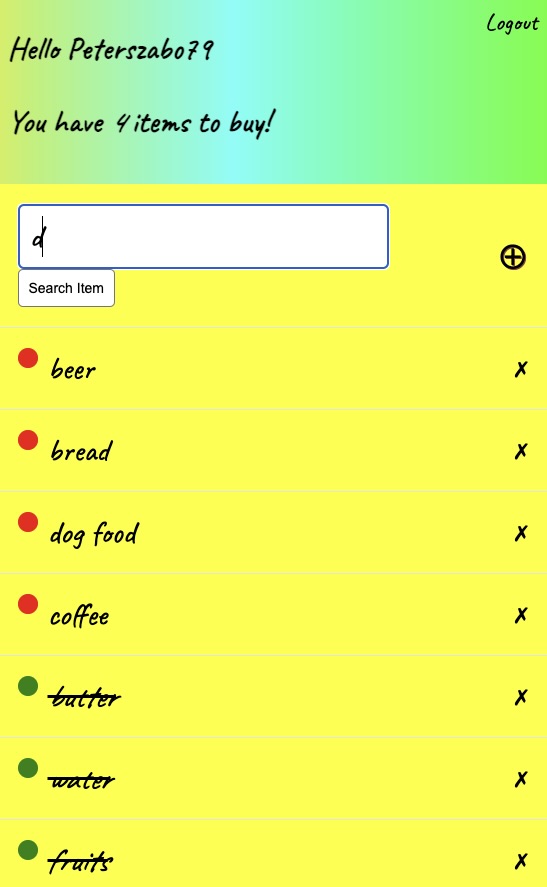 Logout
Hello Peterszabo79
You have 4 items to buy!
d
Search Item
beer ✗
bread ✗
dog food ✗
coffee ✗
butter ✗
water ✗
fruits ✗